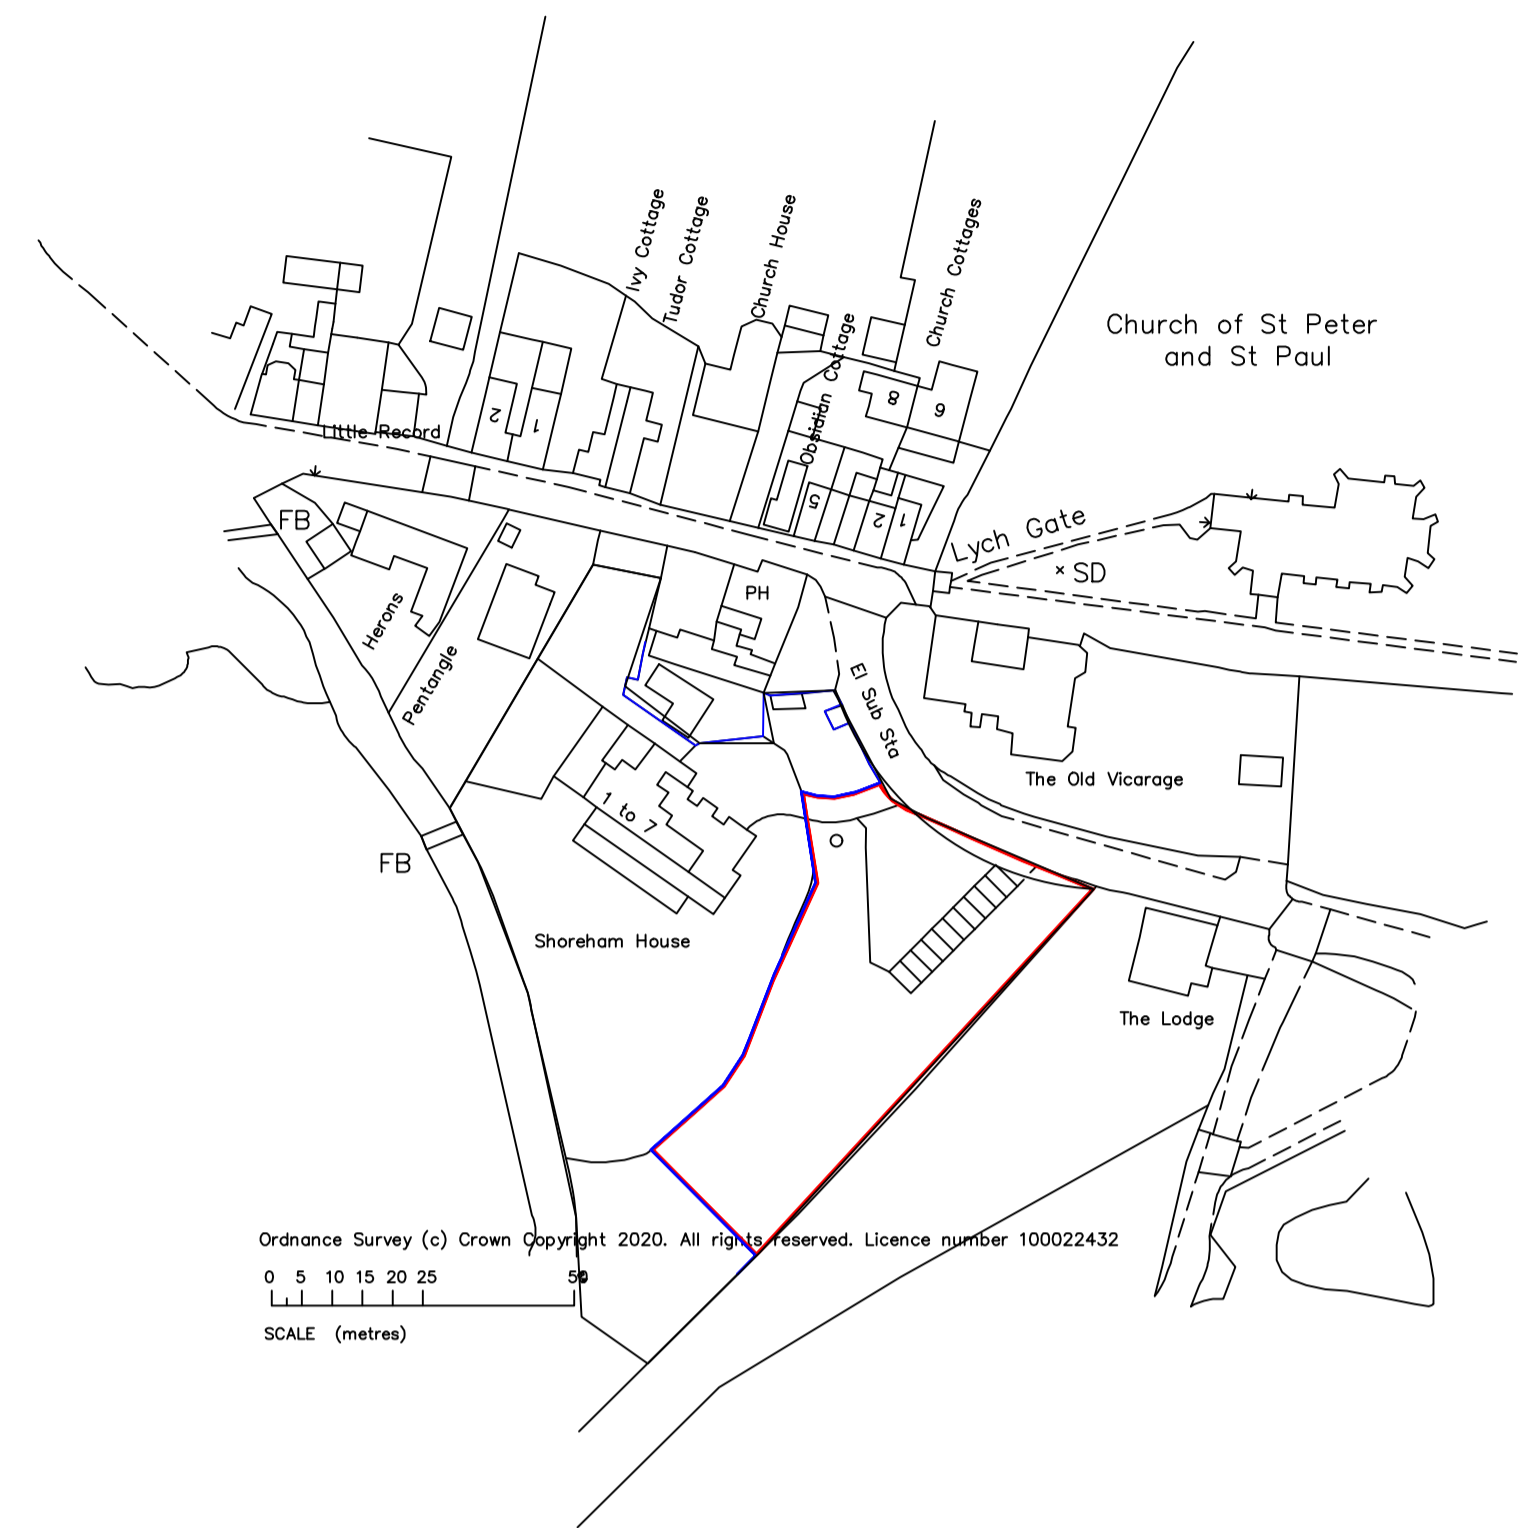 Ivy Cottage
Tudor Cottage
Church House
Obsidian Cottage
Church Cottages
Church of St Peter
and St Paul
8
6
2
1
Little Record
5
2
1
FB
Lych Gate
SD
Herons
PH
Pentangle
El Sub Sta
The Old Vicarage
1 to 7
FB
Shoreham House
The Lodge
Ordnance Survey (c) Crown Copyright 2020. All rights reserved. Licence number 100022432
0 5 10 15 20 25 50
SCALE (metres)